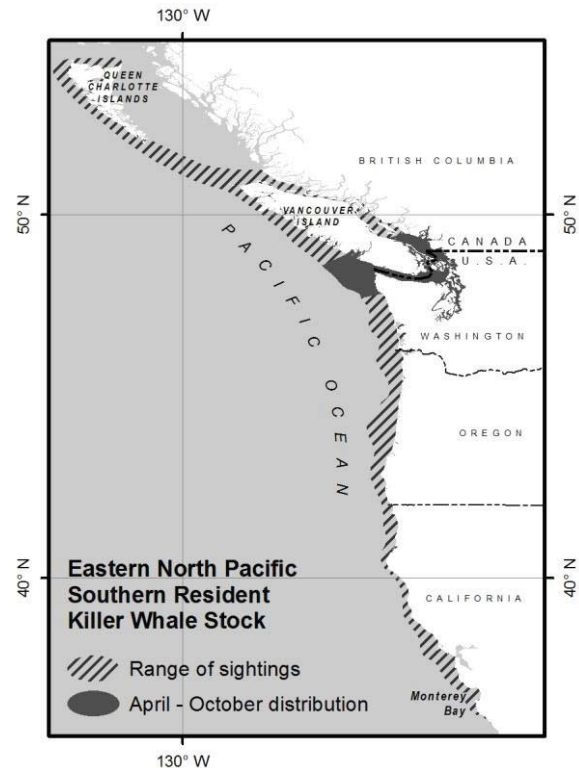 130° W
QUEEN
CHARLOTTE
ISLANDS
BRITISH COLUMBIA
50° N
50° N
VANCOUVER
ISLAND
CANADA
U.S.A.
PACIFIC OCEAN
WASHINGTON
OREGON
40° N
40° N
CALIFORNIA
Eastern North Pacific
Southern Resident
Killer Whale Stock
Range of sightings
April - October distribution
Monterey
Bay
130° W